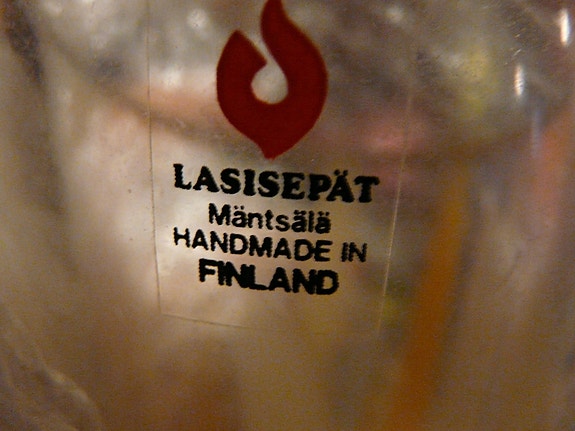 LASISEPÄT
Mäntsälä
HANDMADE IN
FINLAND